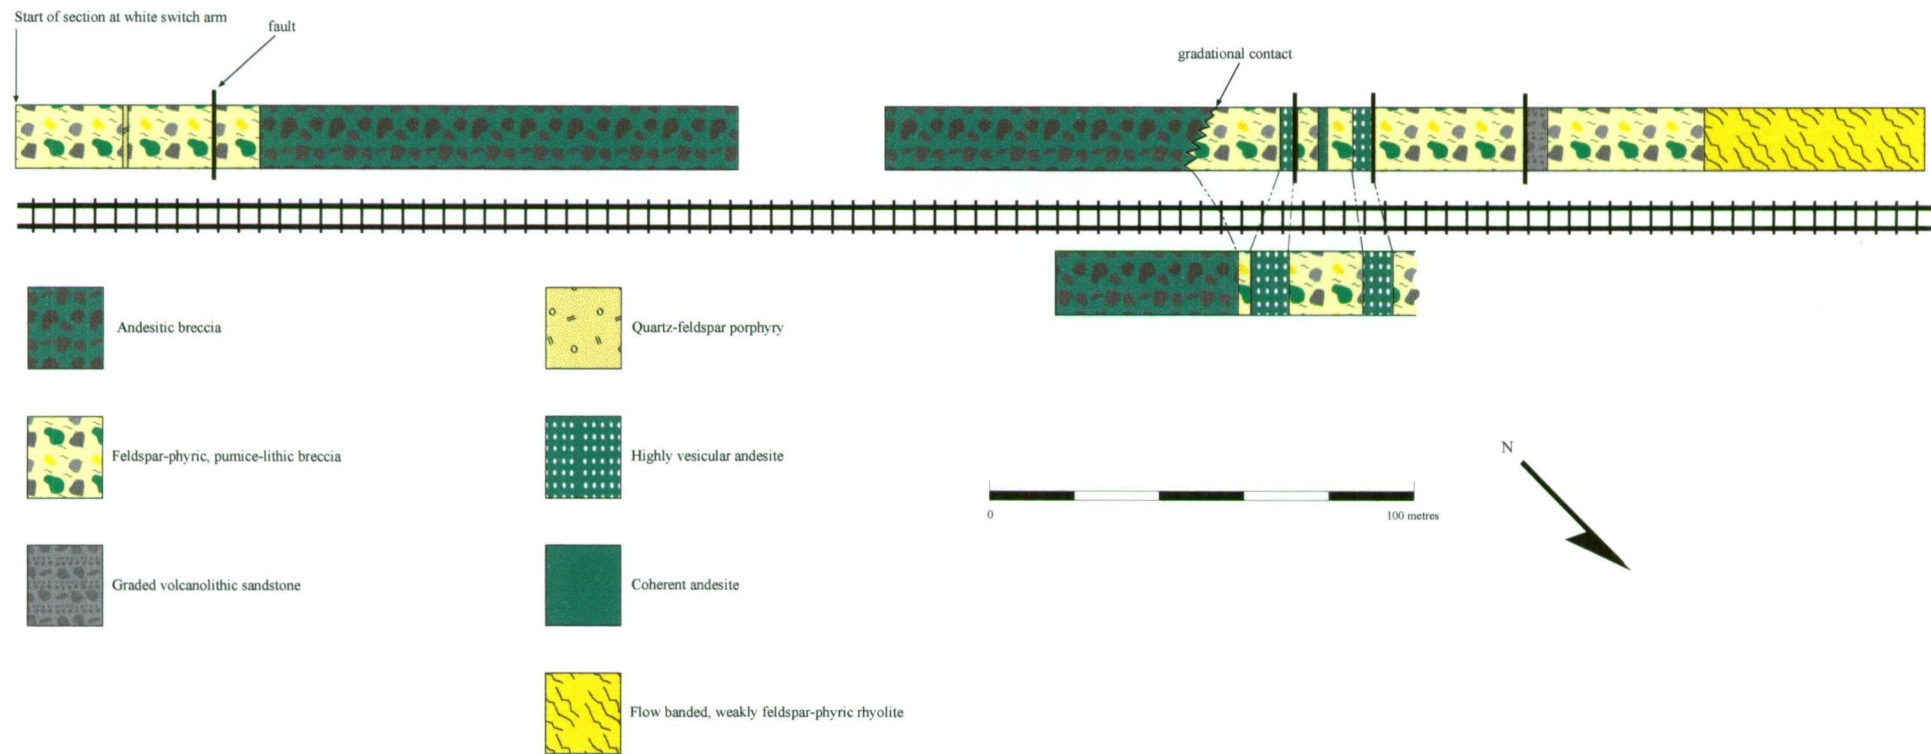 Start of section at white switch arm
fault
gradational contact
Andesitic breccia
Quartz-feldspar porphyry
Feldspar-phyric, pumice-lithic breccia
Highly vesicular andesite
N
0
100 metres
Graded volcanolithic sandstone
Coherent andesite
Flow banded, weakly feldspar-phyric rhyolite